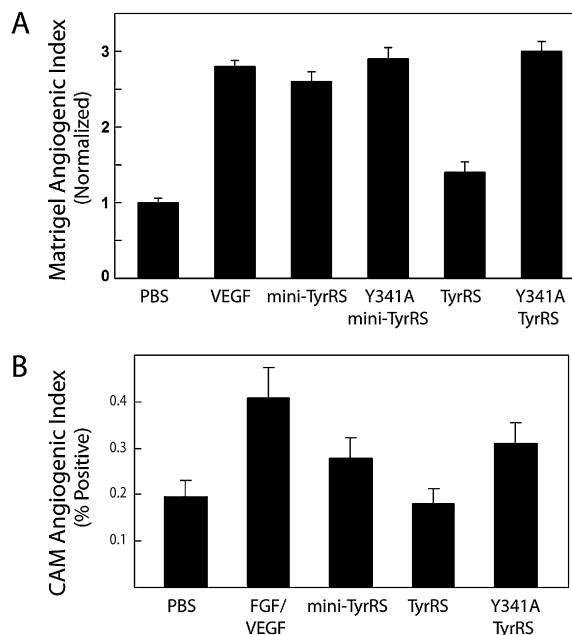 A
Matrigel Angiogenic Index
(Normalized)
3
2
1
0
PBS
VEGF
mini-TyrRS
Y341A
mini-TyrRS
TyrRS
Y341A
TyrRS
B
CAM Angiogenic Index
(% Positive)
0.4
0.3
0.2
0.1
PBS
FGF/
VEGF
mini-TyrRS
TyrRS
Y341A
TyrRS